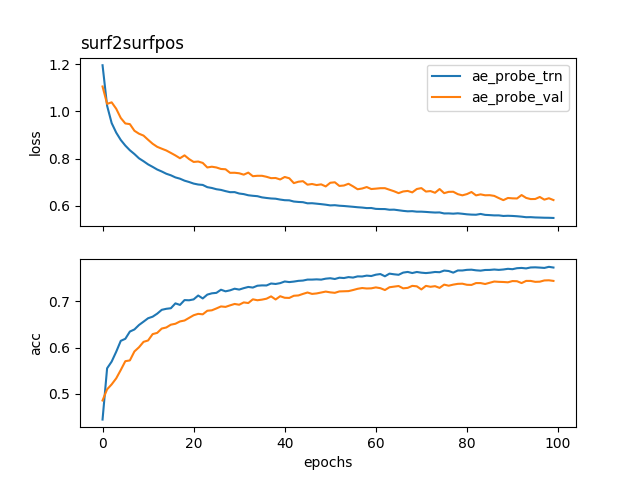 surf2surfpos
1.2
1.0
0.8
0.6
loss
ae_probe_trn
ae_probe_val
0.7
0.6
0.5
acc
0 20 40 60 80 100
epochs